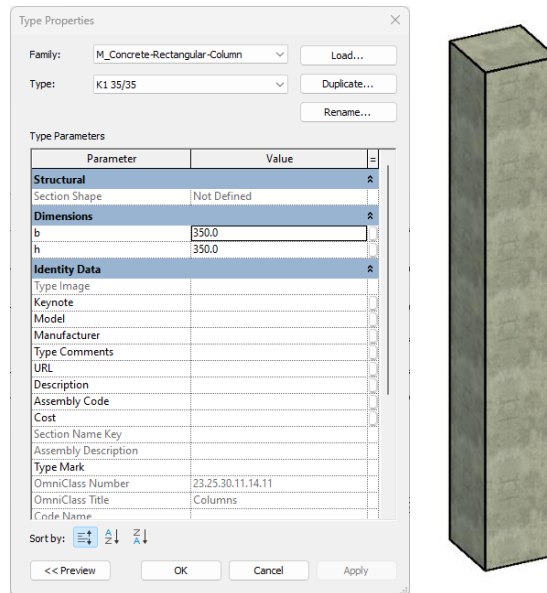 Type Properties
Family: M_Concrete-Rectangular-Column Load...
Type: K1 35/35 Duplicate...
Rename...
Type Parameters
Parameter Value =
Structural
Section Shape Not Defined
Dimensions
b 350.0
h 350.0
Identity Data
Type Image
Keynote
Model
Manufacturer
Type Comments
URL
Description
Assembly Code
Cost
Section Name Key
Assembly Description
Type Mark
OmniClass Number 23.25.30.11.14.11
OmniClass Title Columns
Code Name
Sort by: A Z Z A
<< Preview OK Cancel Apply